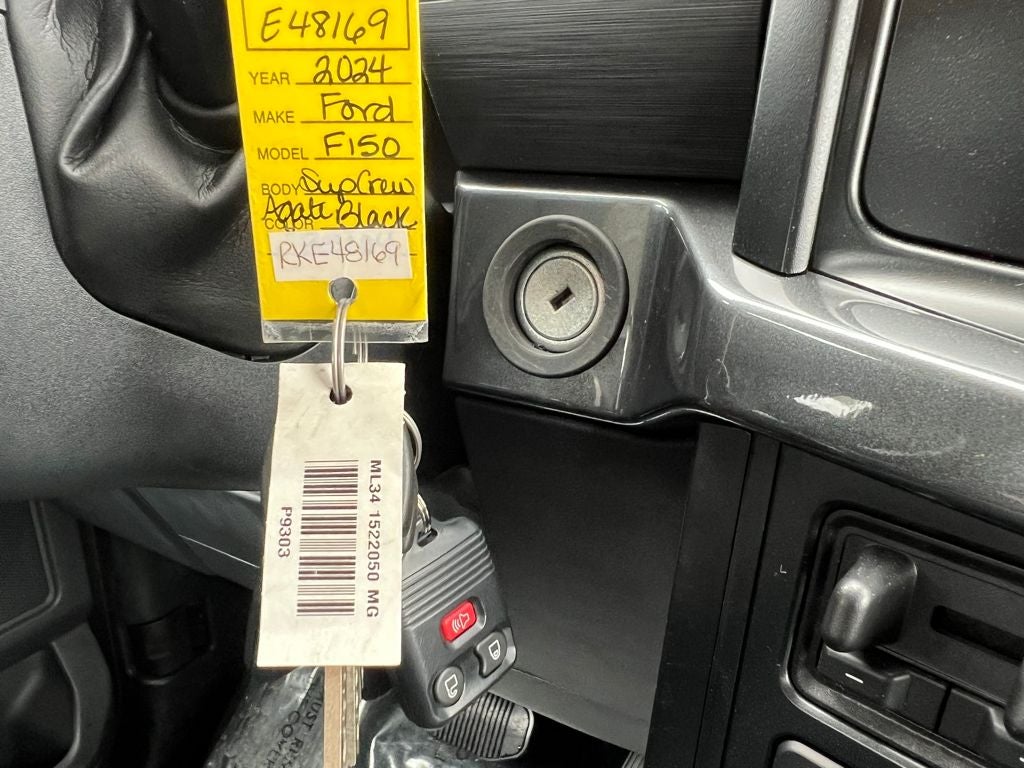 E48169
YEAR 2024
MAKE Ford
MODEL F150
BODY SupCrew
COLOR Agate Black
RKE48169
ML34 1522050 MG
P9303